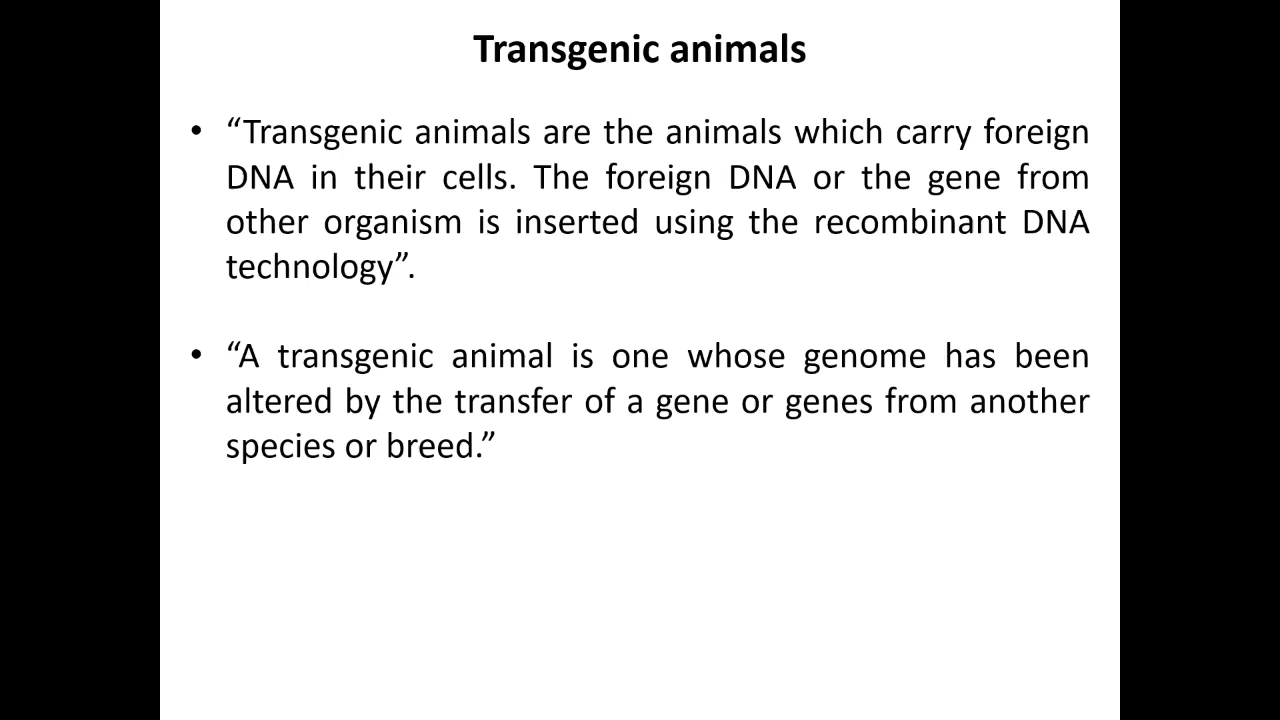 Transgenic animals
• “Transgenic animals are the animals which carry foreign
DNA in their cells. The foreign DNA or the gene from
other organism is inserted using the recombinant DNA
technology”.
• “A transgenic animal is one whose genome has been
altered by the transfer of a gene or genes from another
species or breed.”